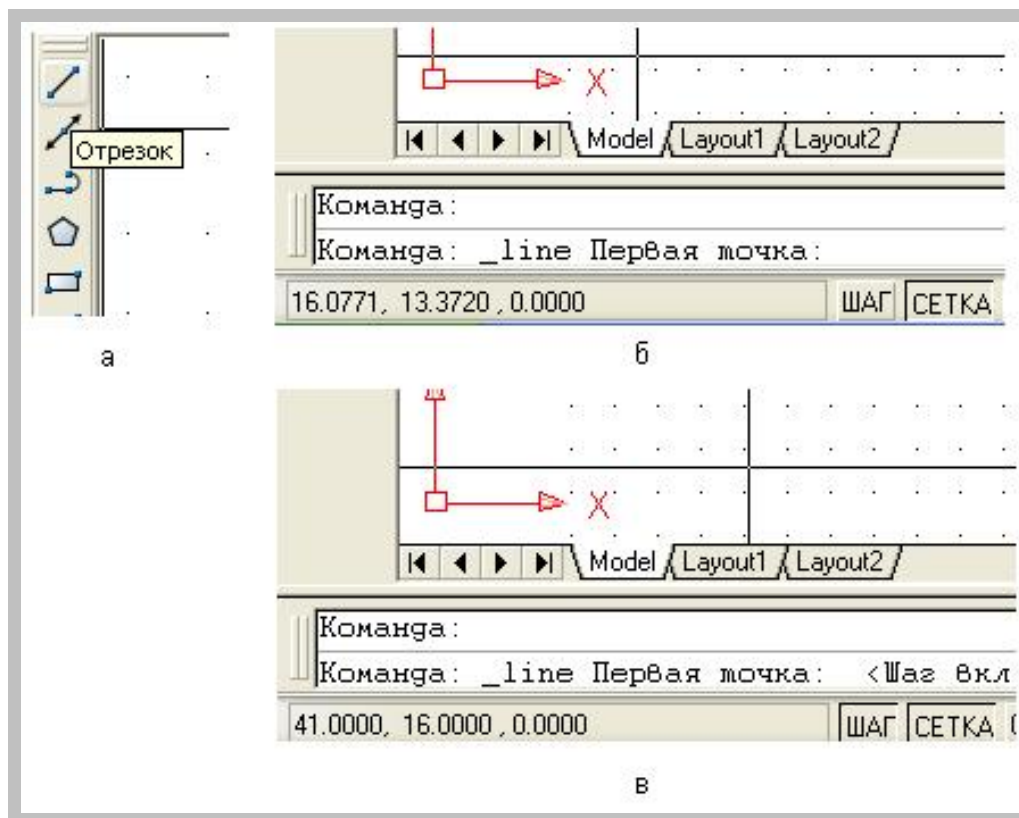 Отрезок
X
Model Layout1 Layout2
Команда:
Команда: _line Первая точка:
16.0771, 13.3720 , 0.0000 ШАГ СЕТКА
а
б
X
Model Layout1 Layout2
Команда:
Команда: _line Первая точка: <Шаг вкл
41.0000, 16.0000 , 0.0000 ШАГ СЕТКА
в